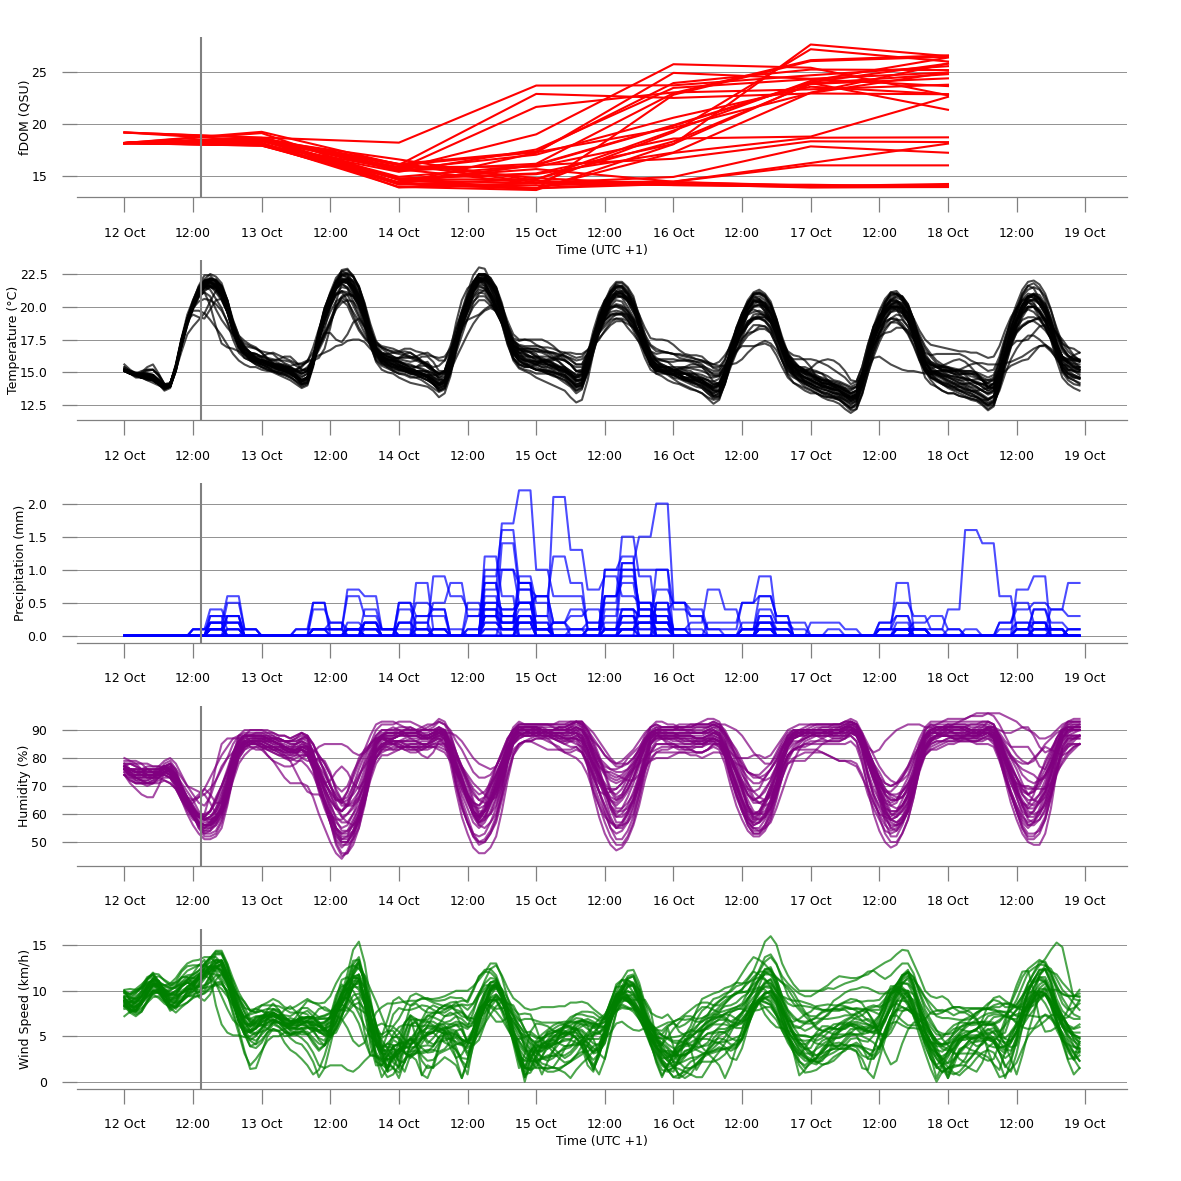 fDOM (QSU)
25
20
15
12 Oct 12:00 13 Oct 12:00 14 Oct 12:00 15 Oct 12:00 16 Oct 12:00 17 Oct 12:00 18 Oct 12:00 19 Oct
Time (UTC +1)
Temperature (°C)
22.5
20.0
17.5
15.0
12.5
12 Oct 12:00 13 Oct 12:00 14 Oct 12:00 15 Oct 12:00 16 Oct 12:00 17 Oct 12:00 18 Oct 12:00 19 Oct
Precipitation (mm)
2.0
1.5
1.0
0.5
0.0
12 Oct 12:00 13 Oct 12:00 14 Oct 12:00 15 Oct 12:00 16 Oct 12:00 17 Oct 12:00 18 Oct 12:00 19 Oct
Humidity (%)
90
80
70
60
50
12 Oct 12:00 13 Oct 12:00 14 Oct 12:00 15 Oct 12:00 16 Oct 12:00 17 Oct 12:00 18 Oct 12:00 19 Oct
Wind Speed (km/h)
15
10
5
0
12 Oct 12:00 13 Oct 12:00 14 Oct 12:00 15 Oct 12:00 16 Oct 12:00 17 Oct 12:00 18 Oct 12:00 19 Oct
Time (UTC +1)